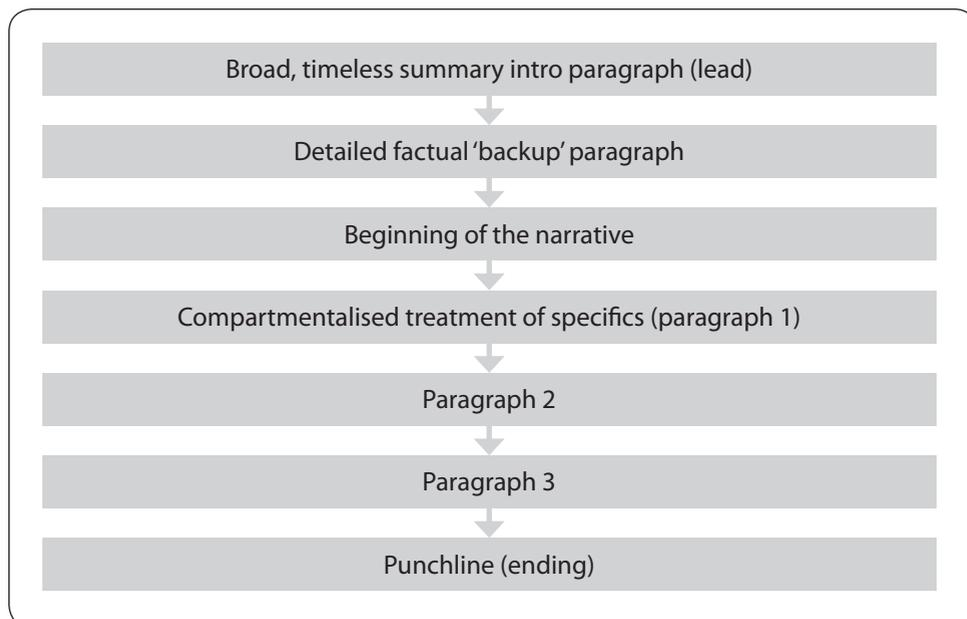 Broad, timeless summary intro paragraph (lead)
Detailed factual ‘backup’ paragraph
Beginning of the narrative
Compartmentalised treatment of specifics (paragraph 1)
Paragraph 2
Paragraph 3
Punchline (ending)